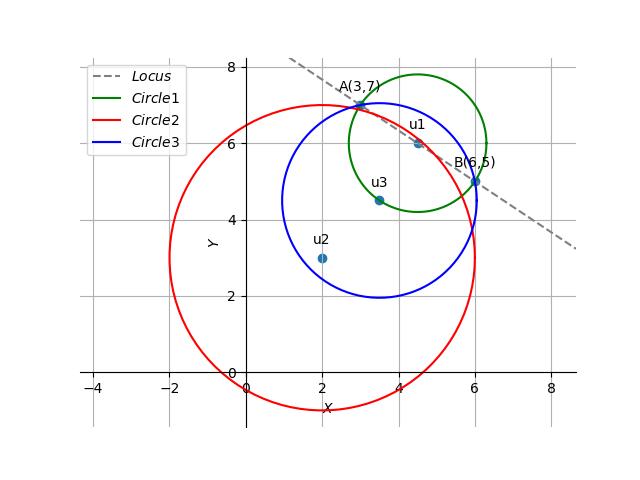 Locus
Circle1
Circle2
Circle3
8
6
4
2
0
−4
−2
0
2
4
6
8
X
Y
A(3,7)
u1
B(6,5)
u3
u2